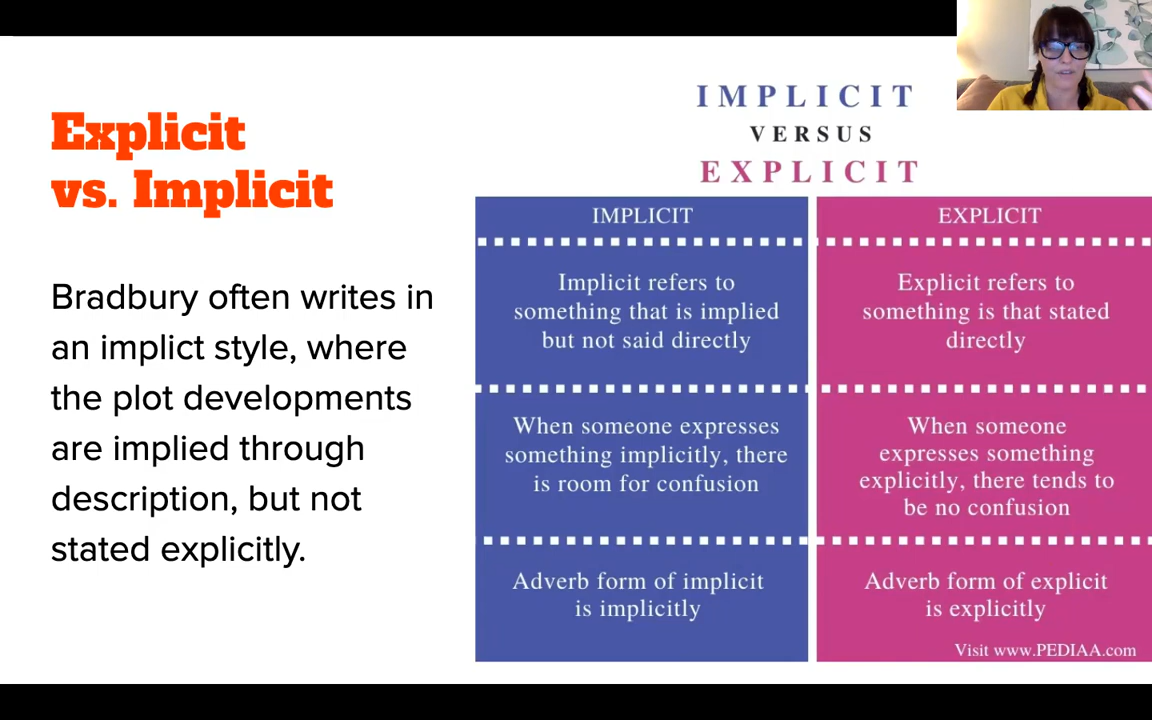 Explicit
vs. Implicit
Bradbury often writes in
an implict style, where
the plot developments
are implied through
description, but not
stated explicitly.
IMPLICIT
VERSUS
EXPLICIT
IMPLICIT
Implicit refers to
something that is implied
but not said directly
When someone expresses
something implicitly, there
is room for confusion
Adverb form of implicit
is implicitly
EXPLICIT
Explicit refers to
something is that stated
directly
When someone
expresses something
explicitly, there tends to
be no confusion
Adverb form of explicit
is explicitly
Visit www.PEDIAA.com